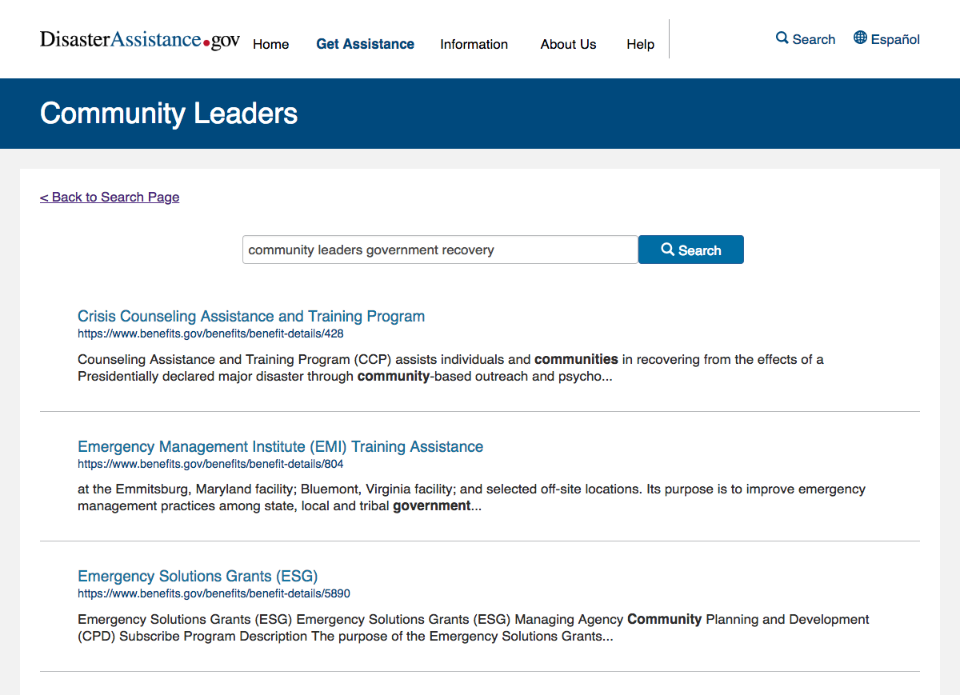 DisasterAssistance.gov Home Get Assistance Information About Us Help Search Español
Community Leaders
< Back to Search Page
community leaders government recovery Search
Crisis Counseling Assistance and Training Program
https://www.benefits.gov/benefits/benefit-details/428
Counseling Assistance and Training Program (CCP) assists individuals and communities in recovering from the effects of a
Presidentially declared major disaster through community-based outreach and psycho...
Emergency Management Institute (EMI) Training Assistance
https://www.benefits.gov/benefits/benefit-details/804
at the Emmitsburg, Maryland facility; Bluemont, Virginia facility; and selected off-site locations. Its purpose is to improve emergency
management practices among state, local and tribal government...
Emergency Solutions Grants (ESG)
https://www.benefits.gov/benefits/benefit-details/5890
Emergency Solutions Grants (ESG) Emergency Solutions Grants (ESG) Managing Agency Community Planning and Development
(CPD) Subscribe Program Description The purpose of the Emergency Solutions Grants...